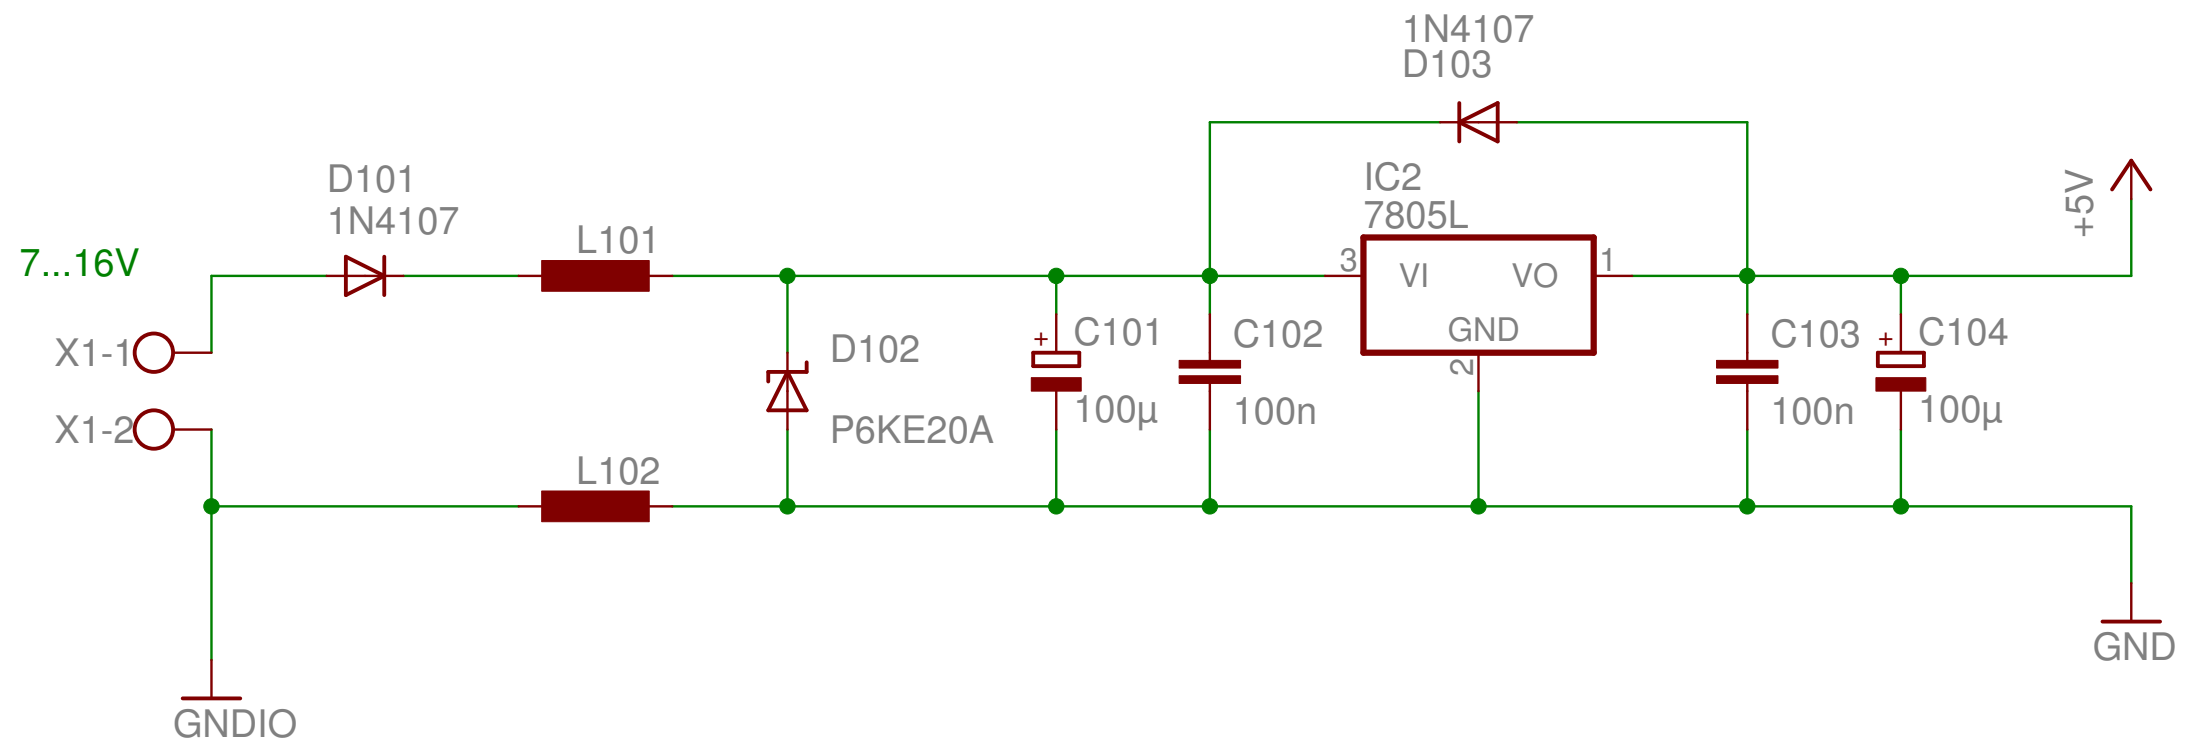 1N4107
D103
D101
1N4107
IC2
7805L
+5V
7...16V
L101
3
VI
VO
1
GND
2
X1-1
X1-2
D102
P6KE20A
+
C101
100µ
C102
100n
C103
100n
+
C104
100µ
L102
GND
GNDIO